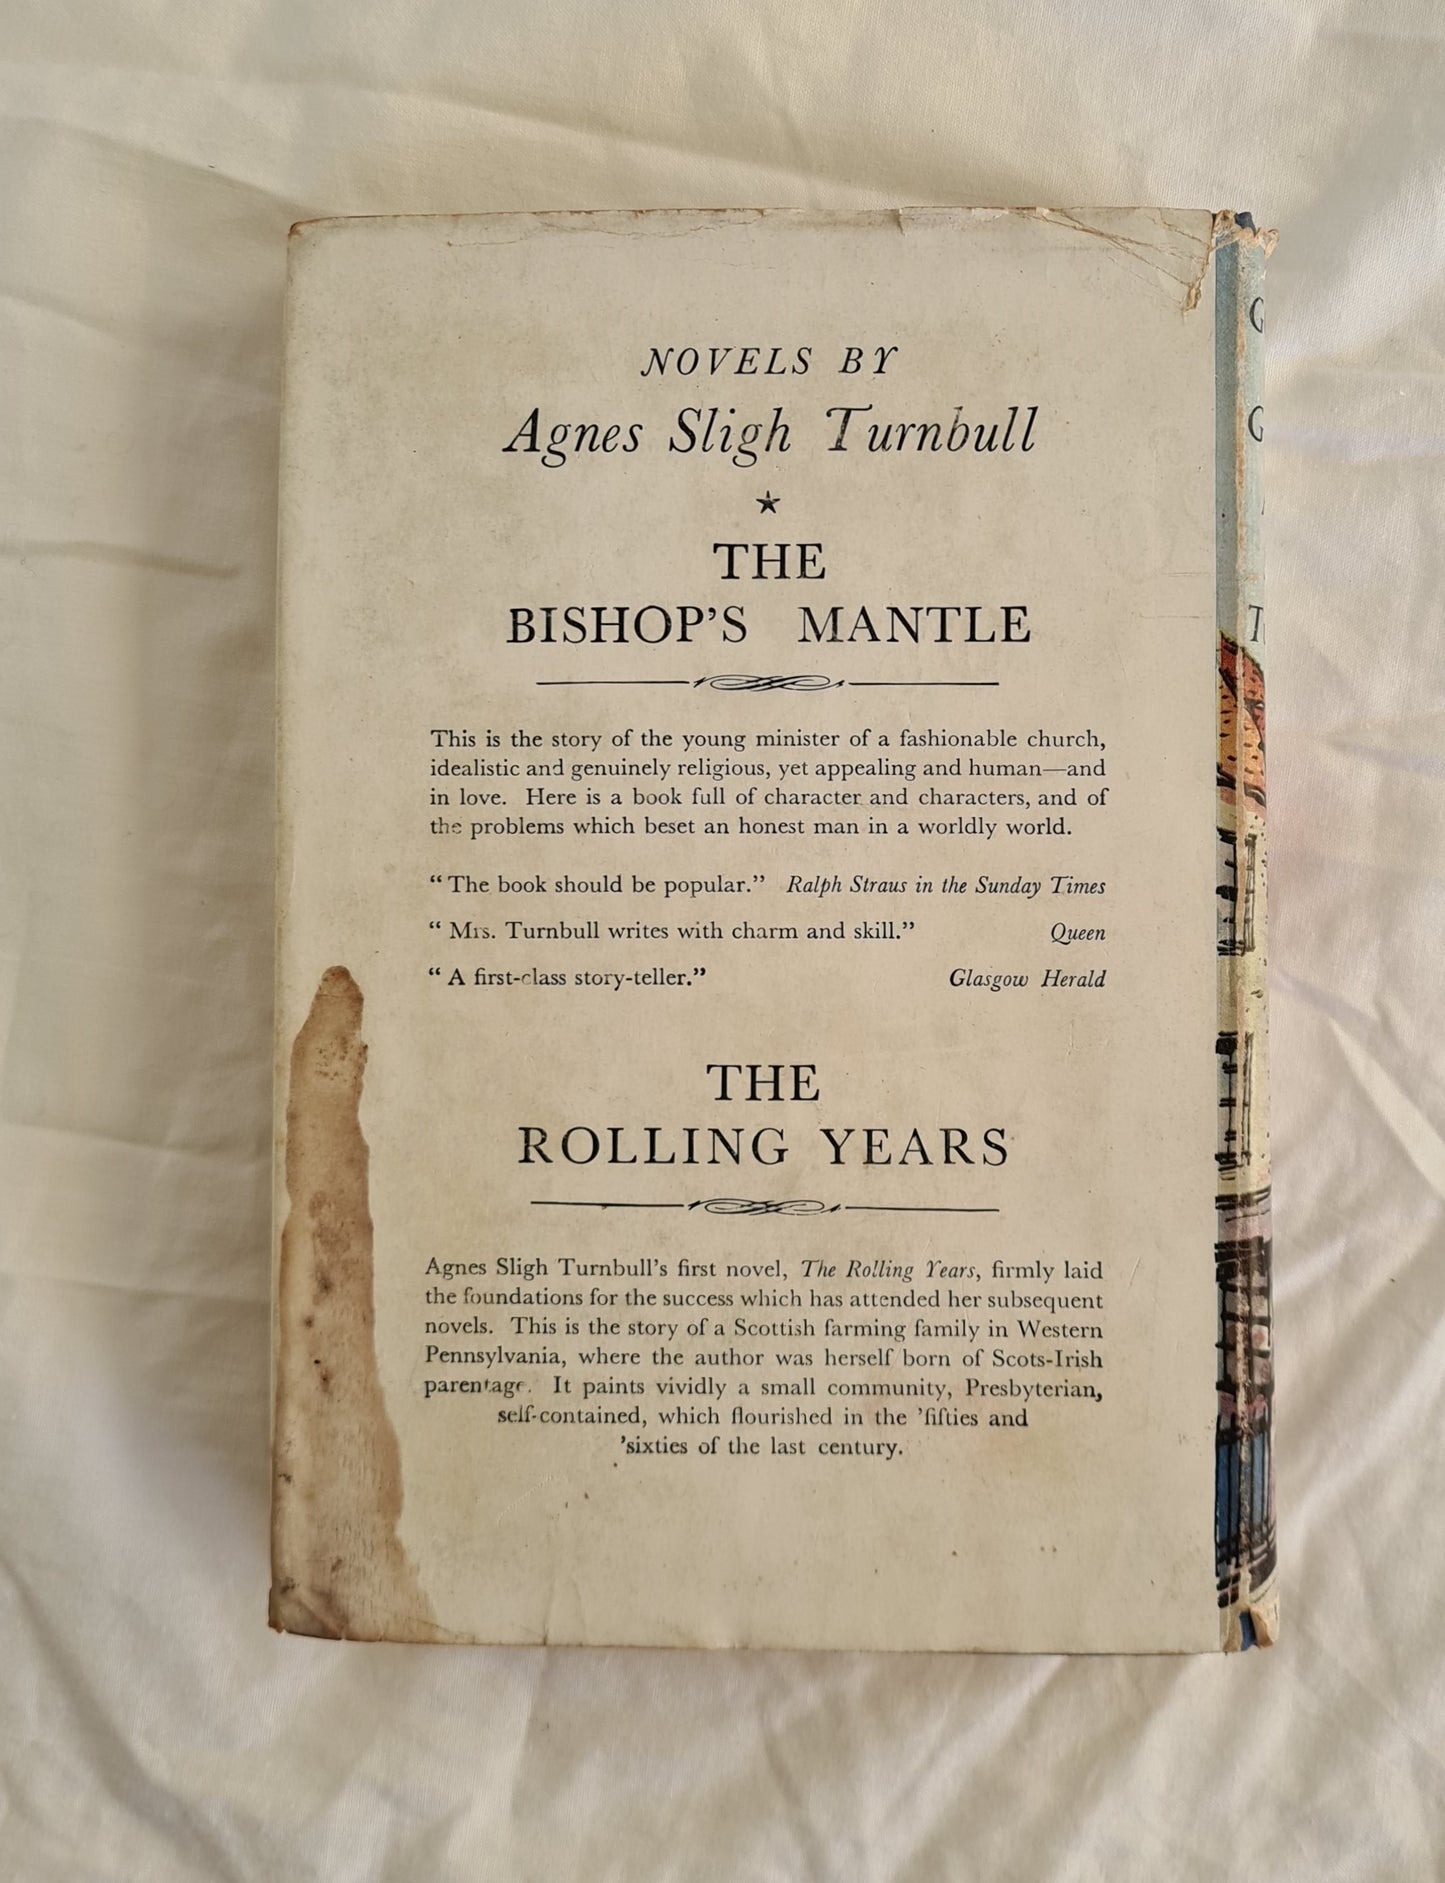 NOVELS BY
Agnes Sligh Turnbull
THE
BISHOP'S MANTLE
This is the story of the young minister of a fashionable church,
idealistic and genuinely religious, yet appealing and human—and
in love. Here is a book full of character and characters, and of
the problems which beset an honest man in a worldly world.
“The book should be popular.” Ralph Straus in the Sunday Times
“Mrs. Turnbull writes with charm and skill.” Queen
“A first-class story-teller.” Glasgow Herald
THE
ROLLING YEARS
Agnes Sligh Turnbull's first novel, The Rolling Years, firmly laid
the foundations for the success which has attended her subsequent
novels. This is the story of a Scottish farming family in Western
Pennsylvania, where the author was herself born of Scots-Irish
parentage. It paints vividly a small community, Presbyterian,
self-contained, which flourished in the 'fifties and
'sixties of the last century.